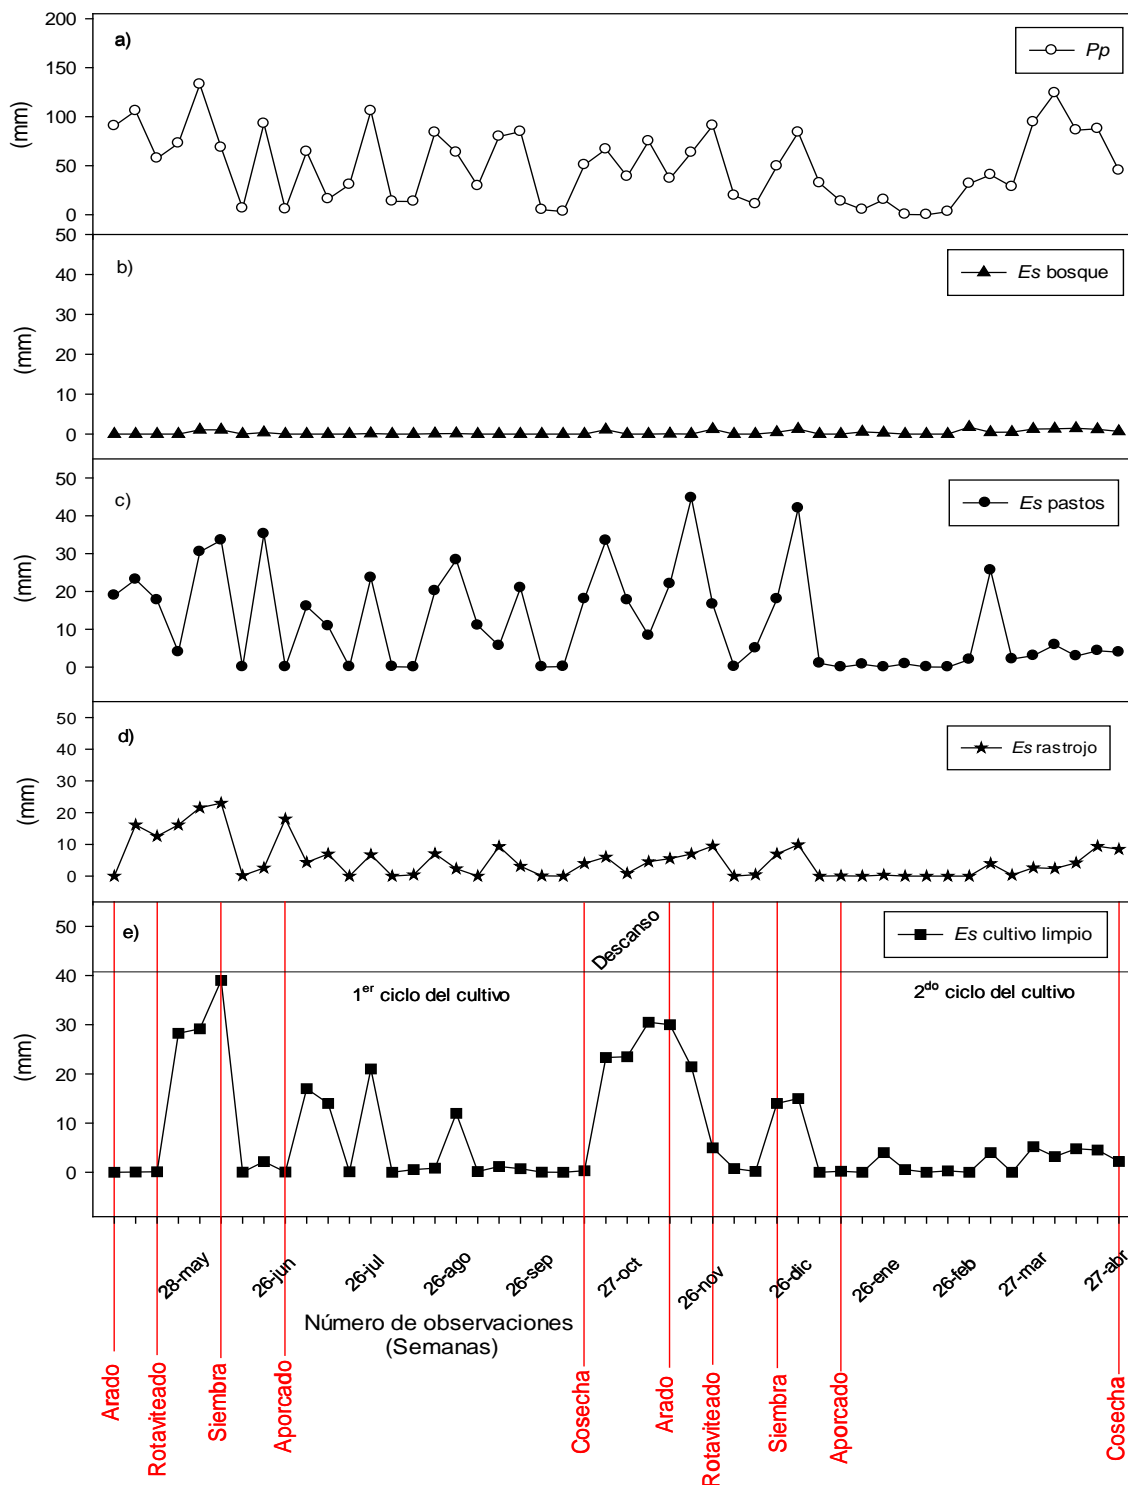 a)
Pp
(mm)
200
150
100
50
0
b)
Es bosque
(mm)
50
40
30
20
10
0
c)
Es pastos
(mm)
50
40
30
20
10
0
d)
Es rastrojo
(mm)
50
40
30
20
10
0
e)
Descanso
Es cultivo limpio
1er ciclo del cultivo
2do ciclo del cultivo
(mm)
50
40
30
20
10
0
28-may
26-jun
26-jul
26-ago
26-sep
27-oct
26-nov
26-dic
26-ene
26-feb
27-mar
27-abr
Número de observaciones
(Semanas)
Arado
Rotaviteado
Siembra
Aporcado
Cosecha
Arado
Rotaviteado
Siembra
Aporcado
Cosecha